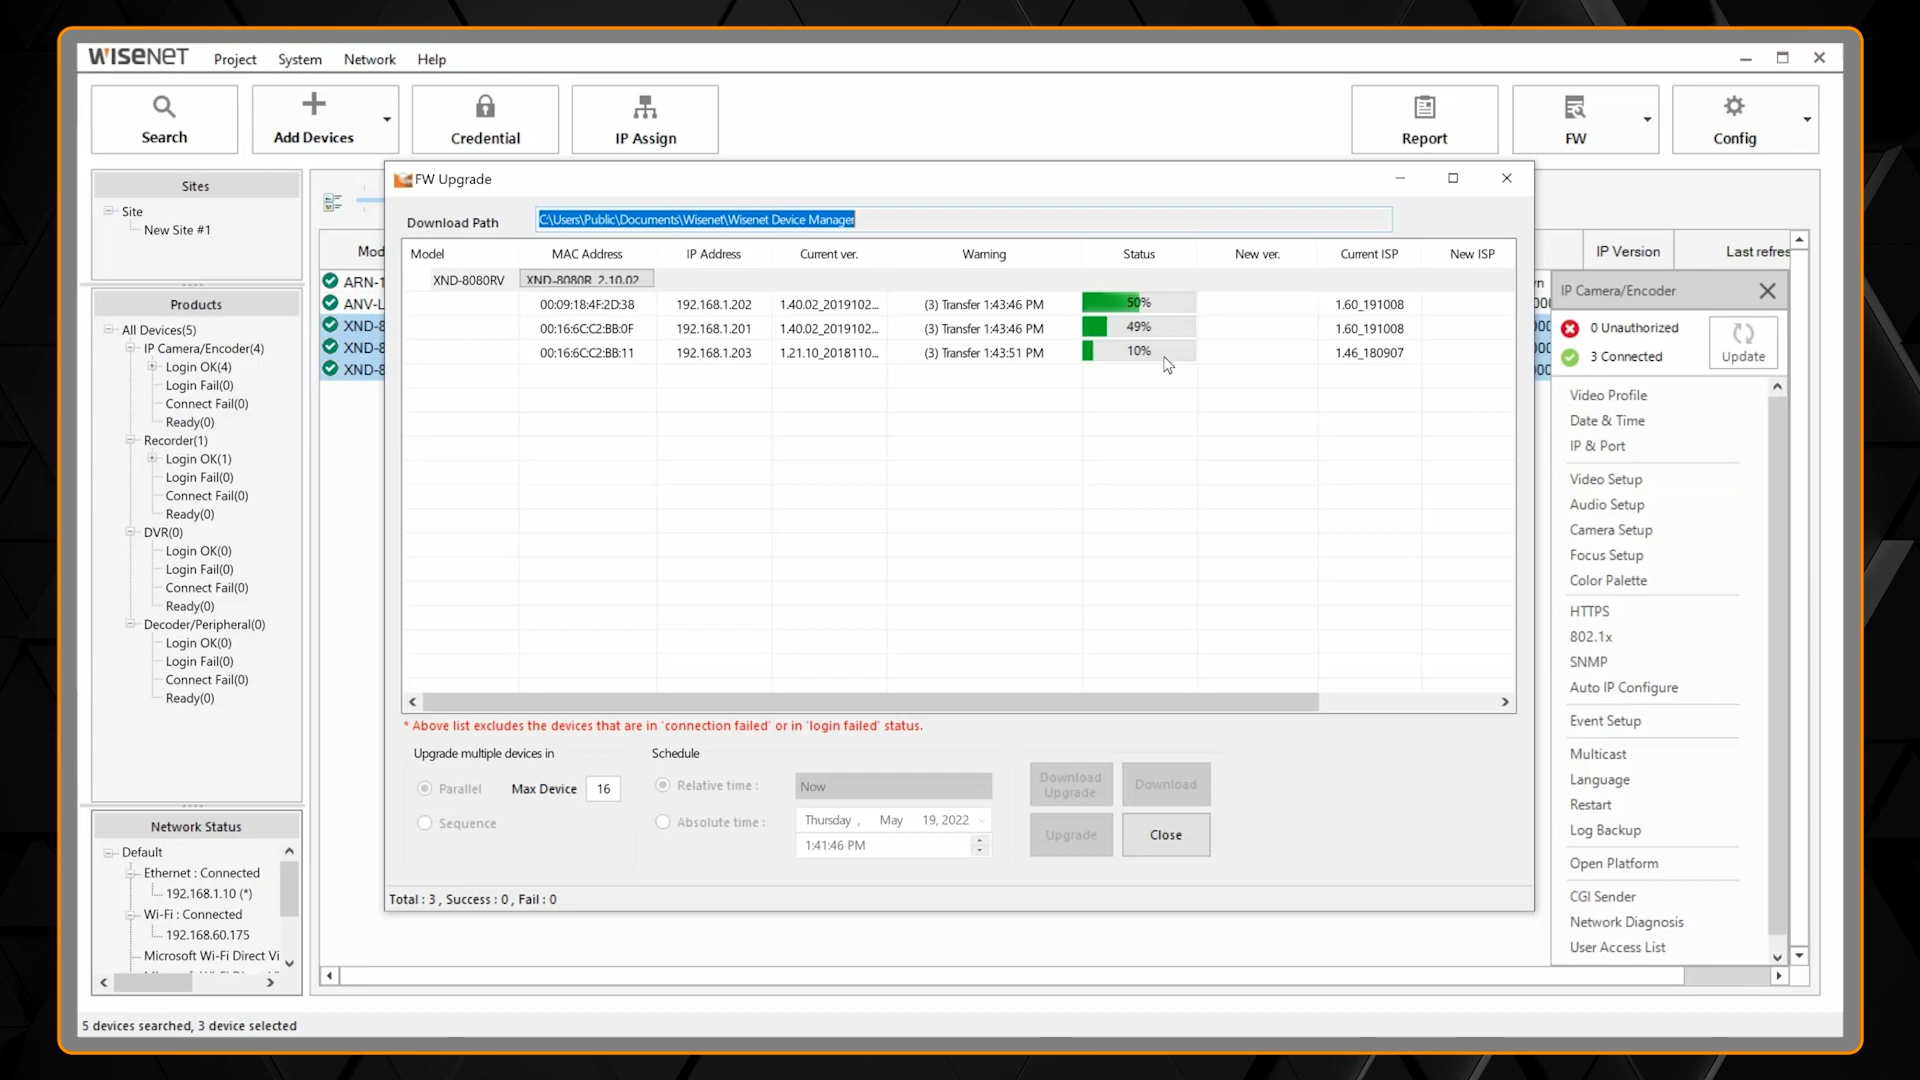 WISENET
Project System Network Help
Search
Add Devices
Credential
IP Assign
Report
FW
Config
Sites
Site
New Site #1
Products
All Devices(5)
IP Camera/Encoder(4)
Login OK(4)
Login Fail(0)
Connect Fail(0)
Ready(0)
Recorder(1)
Login OK(1)
Login Fail(0)
Connect Fail(0)
Ready(0)
DVR(0)
Login OK(0)
Login Fail(0)
Connect Fail(0)
Ready(0)
Decoder/Peripheral(0)
Login OK(0)
Login Fail(0)
Connect Fail(0)
Ready(0)
Network Status
Default
Ethernet : Connected
192.168.1.10 (*)
Wi-Fi : Connected
192.168.60.175
Microsoft Wi-Fi Direct Vi
5 devices searched, 3 device selected
Mod
ARN-1
ANV-L
XND-8
XND-8
XND-8
IP Version Last refres
FW Upgrade
Download Path C:\Users\Public\Documents\Wisenet\Wisenet Device Manager
Model MAC Address IP Address Current ver. Warning Status New ver. Current ISP New ISP
XND-8080RV XND-8080R 2.10.02
00:09:18:4F:2D:38 192.168.1.202 1.40.02_2019102... (3) Transfer 1:43:46 PM 50% 1.60_191008
00:16:6C:C2:BB:0F 192.168.1.201 1.40.02_2019102... (3) Transfer 1:43:46 PM 49% 1.60_191008
00:16:6C:C2:BB:11 192.168.1.203 1.21.10_2018110... (3) Transfer 1:43:51 PM 10% 1.46_180907
* Above list excludes the devices that are in 'connection failed' or in 'login failed' status.
Upgrade multiple devices in
Parallel Max Device 16
Sequence
Schedule
Relative time : Now
Absolute time : Thursday , May 19, 2022
1:41:46 PM
Download Upgrade
Download
Upgrade
Close
Total : 3 , Success : 0 , Fail : 0
IP Camera/Encoder
0 Unauthorized
3 Connected
Update
Video Profile
Date & Time
IP & Port
Video Setup
Audio Setup
Camera Setup
Focus Setup
Color Palette
HTTPS
802.1x
SNMP
Auto IP Configure
Event Setup
Multicast
Language
Restart
Log Backup
Open Platform
CGI Sender
Network Diagnosis
User Access List